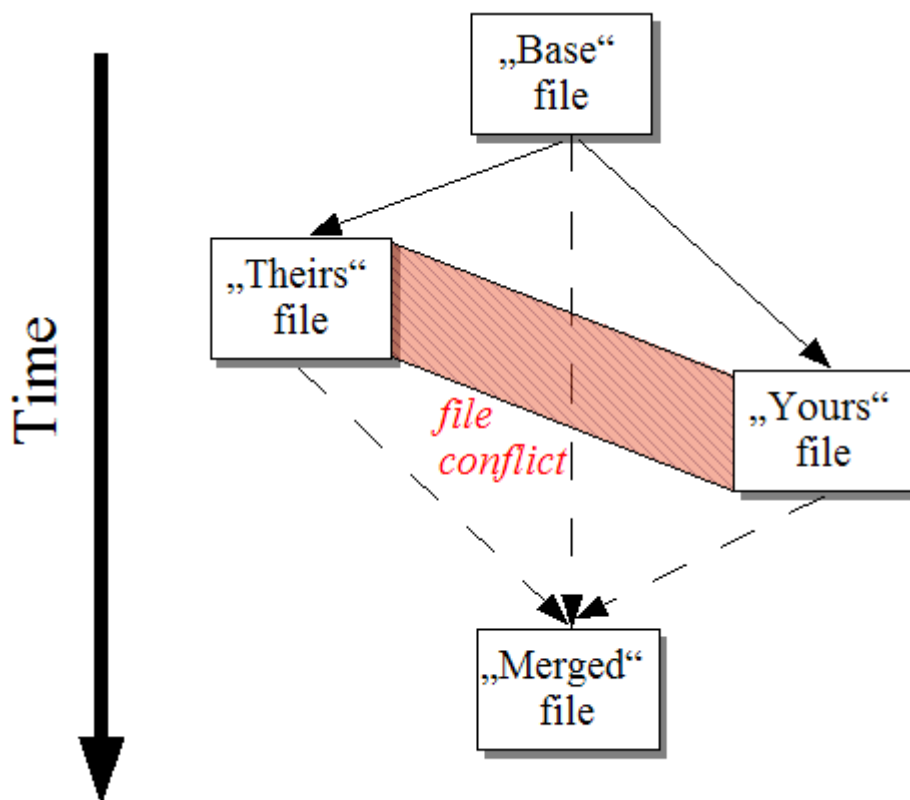 „Base“
file
„Theirs“
file
Time
„Yours“
file
file
conflict
„Merged“
file